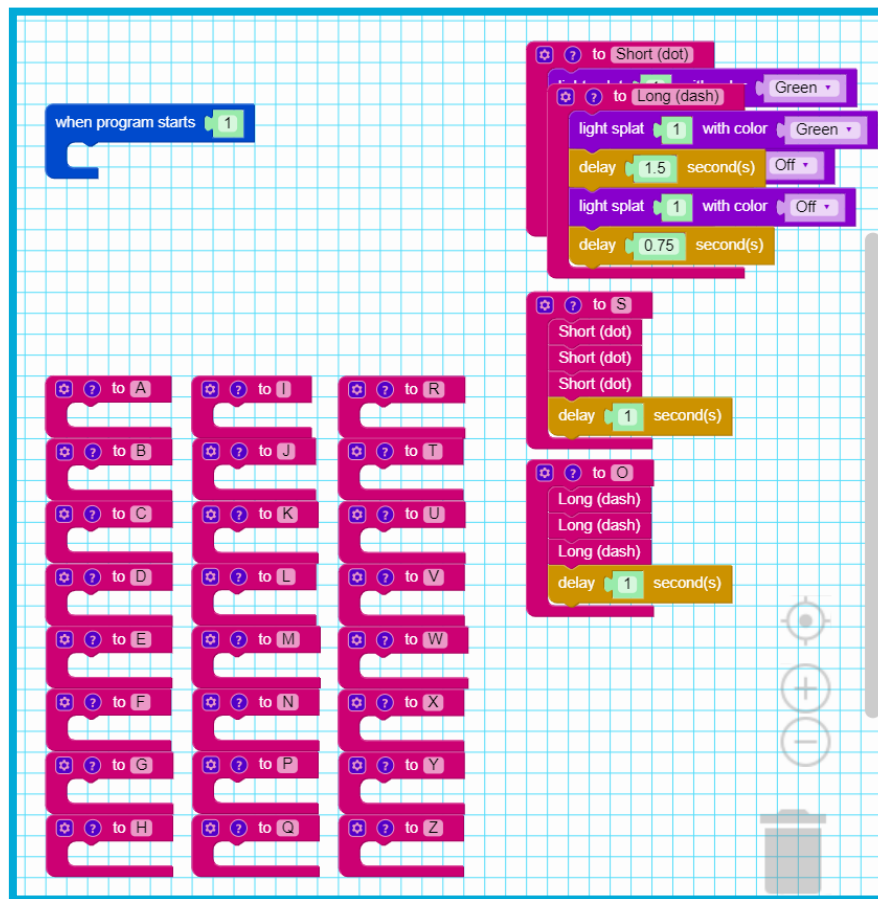 to Short (dot)
Green
to Long (dash)
when program starts 1
light splat 1 with color Green
delay 1.5 second(s) Off
light splat 1 with color Off
delay 0.75 second(s)
to S
Short (dot)
Short (dot)
Short (dot)
delay 1 second(s)
to A
to I
to R
to B
to J
to T
to O
Long (dash)
Long (dash)
Long (dash)
delay 1 second(s)
to C
to K
to U
to D
to L
to V
to E
to M
to W
to F
to N
to X
to G
to P
to Y
to H
to Q
to Z